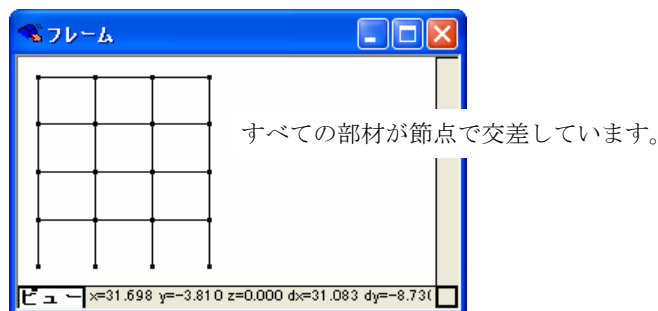 フレーム
すべての部材が節点で交差しています。
ビュー x=31.698 y=-3.810 z=0.000 dx=31.083 dy=-8.730